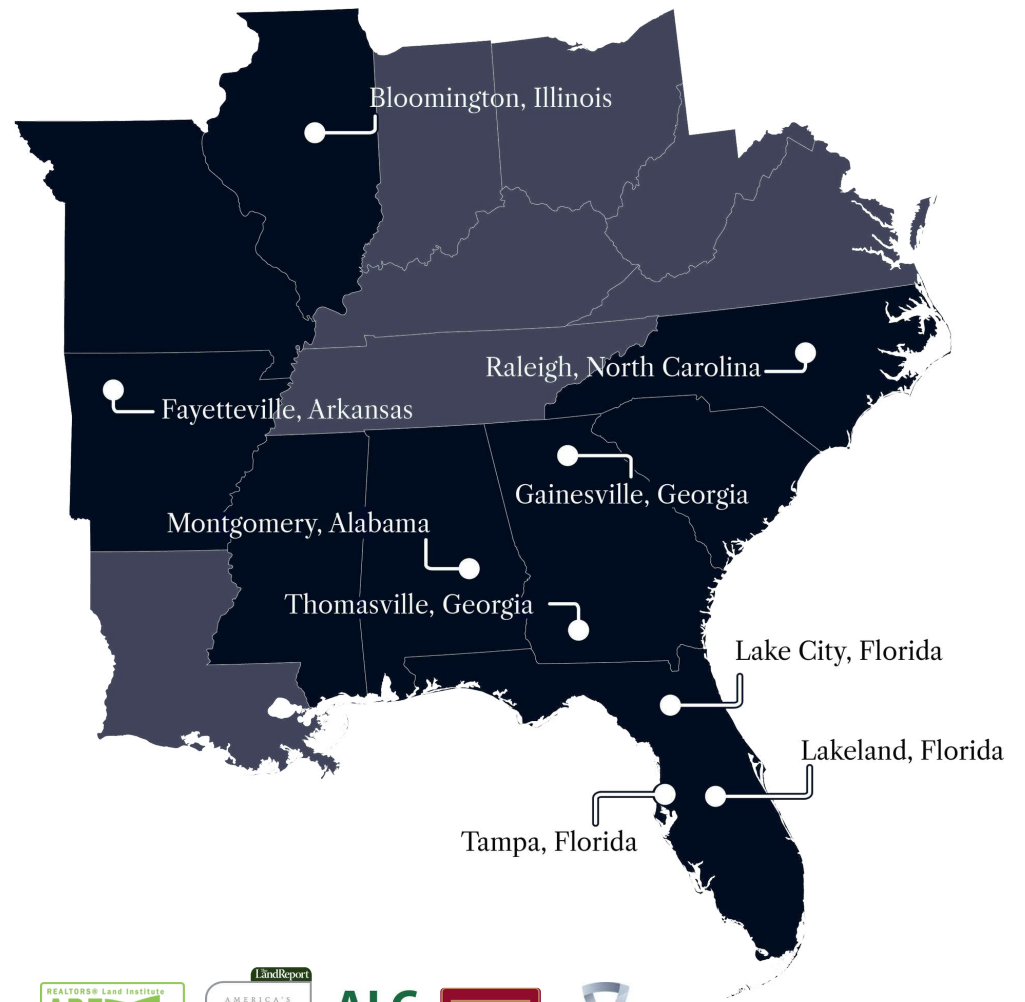 Bloomington, Illinois
Raleigh, North Carolina
Fayetteville, Arkansas
Gainesville, Georgia
Montgomery, Alabama
Thomasville, Georgia
Lake City, Florida
Lakeland, Florida
Tampa, Florida
LandReport
REALTORS® Land Institute
AMERICA'S
ALC